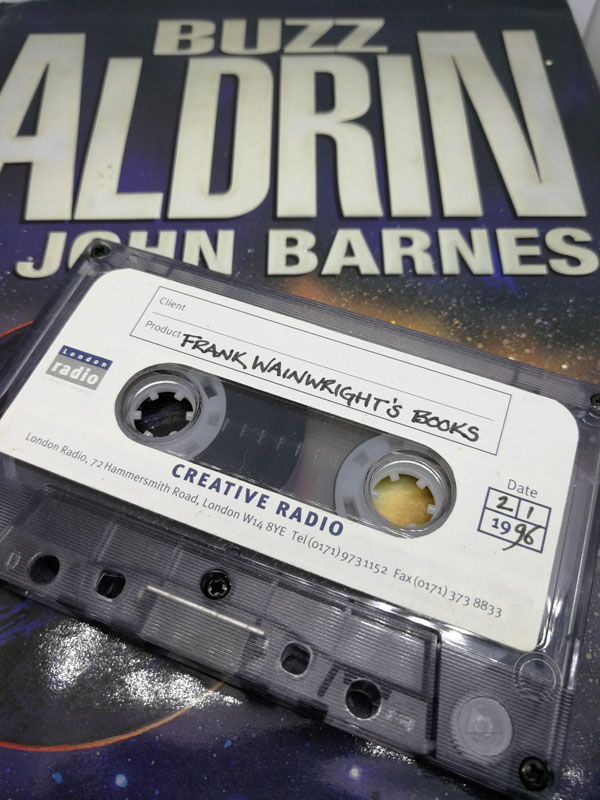 BUZZ
ALDRIN
JOHN BARNES
Client
Product FRANK WAINWRIGHT'S BOOKS
London
radio
CREATIVE RADIO
London Radio, 72 Hammersmith Road, London W14 8YE Tel (0171) 973 1152 Fax (0171) 373 8833
Date
2 1
1996
D